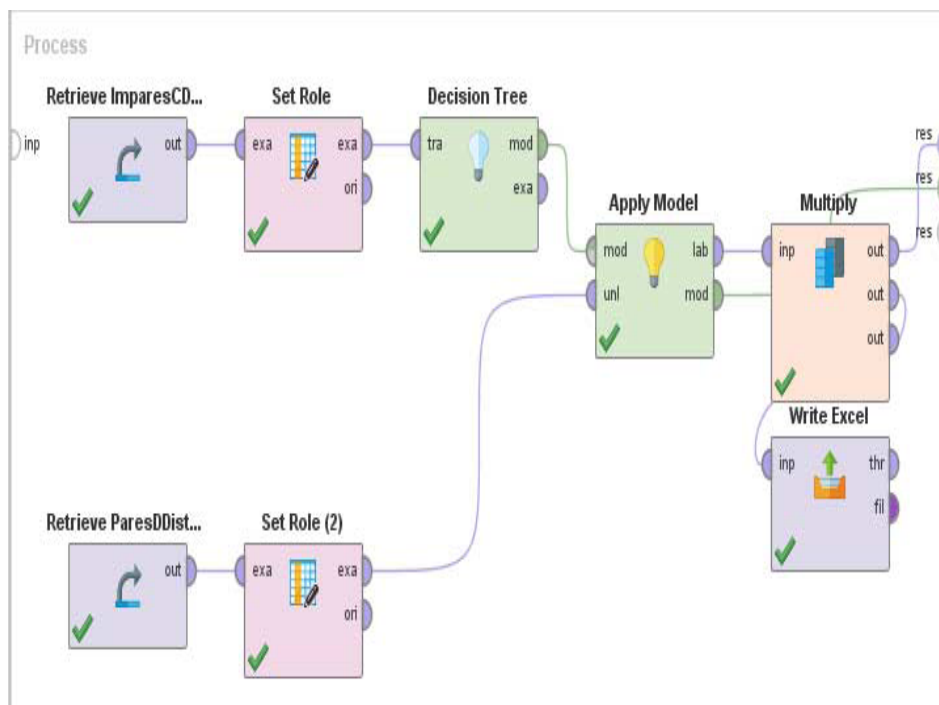 Process
Retrieve ImparesCD...
Set Role
Decision Tree
inp
out
exa
exa
ori
tra
mod
exa
res
res
res
Apply Model
Multiply
mod
lab
unl
mod
inp
out
out
out
Write Excel
inp
thr
fil
Retrieve ParesDDist...
Set Role (2)
out
exa
exa
ori